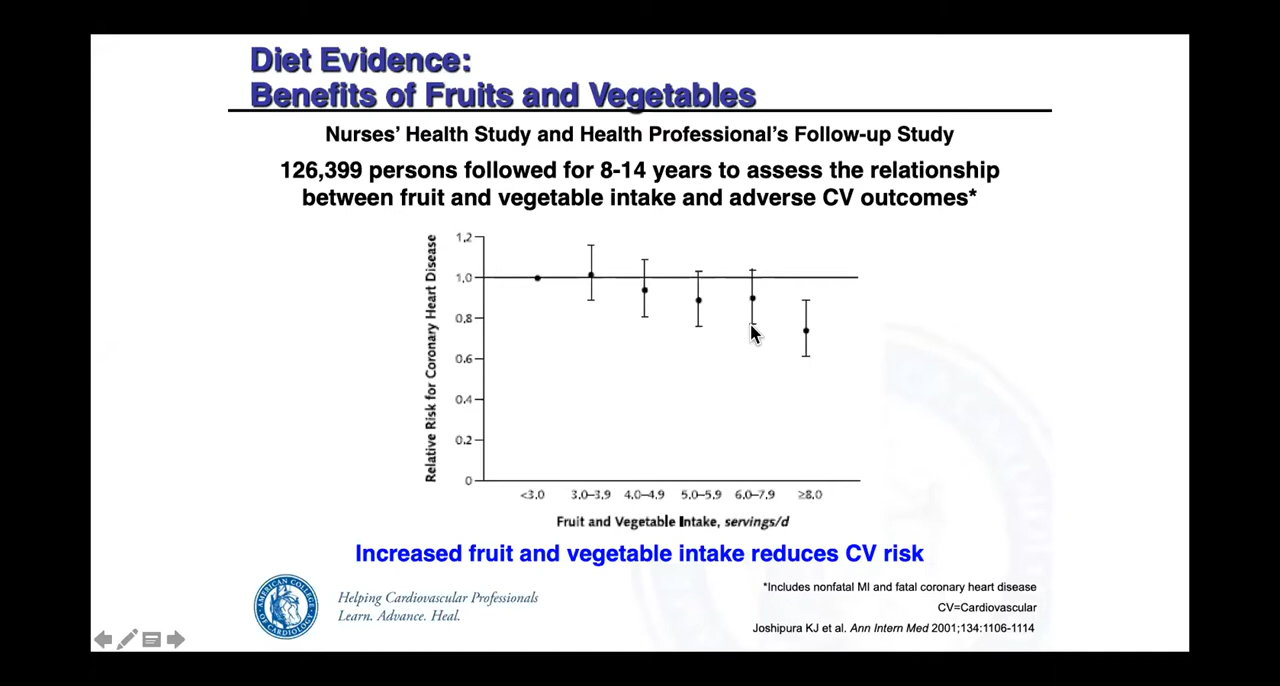 Diet Evidence:
Benefits of Fruits and Vegetables
Nurses' Health Study and Health Professional's Follow-up Study
126,399 persons followed for 8-14 years to assess the relationship
between fruit and vegetable intake and adverse CV outcomes*
Relative Risk for Coronary Heart Disease
1.2
1.0
0.8
0.6
0.4
0.2
0
<3.0 3.0–3.9 4.0–4.9 5.0–5.9 6.0–7.9 ≥8.0
Fruit and Vegetable Intake, servings/d
Increased fruit and vegetable intake reduces CV risk
AMERICAN COLLEGE OF CARDIOLOGY
Helping Cardiovascular Professionals
Learn. Advance. Heal.
*Includes nonfatal MI and fatal coronary heart disease
CV=Cardiovascular
Joshipura KJ et al. Ann Intern Med 2001;134:1106-1114